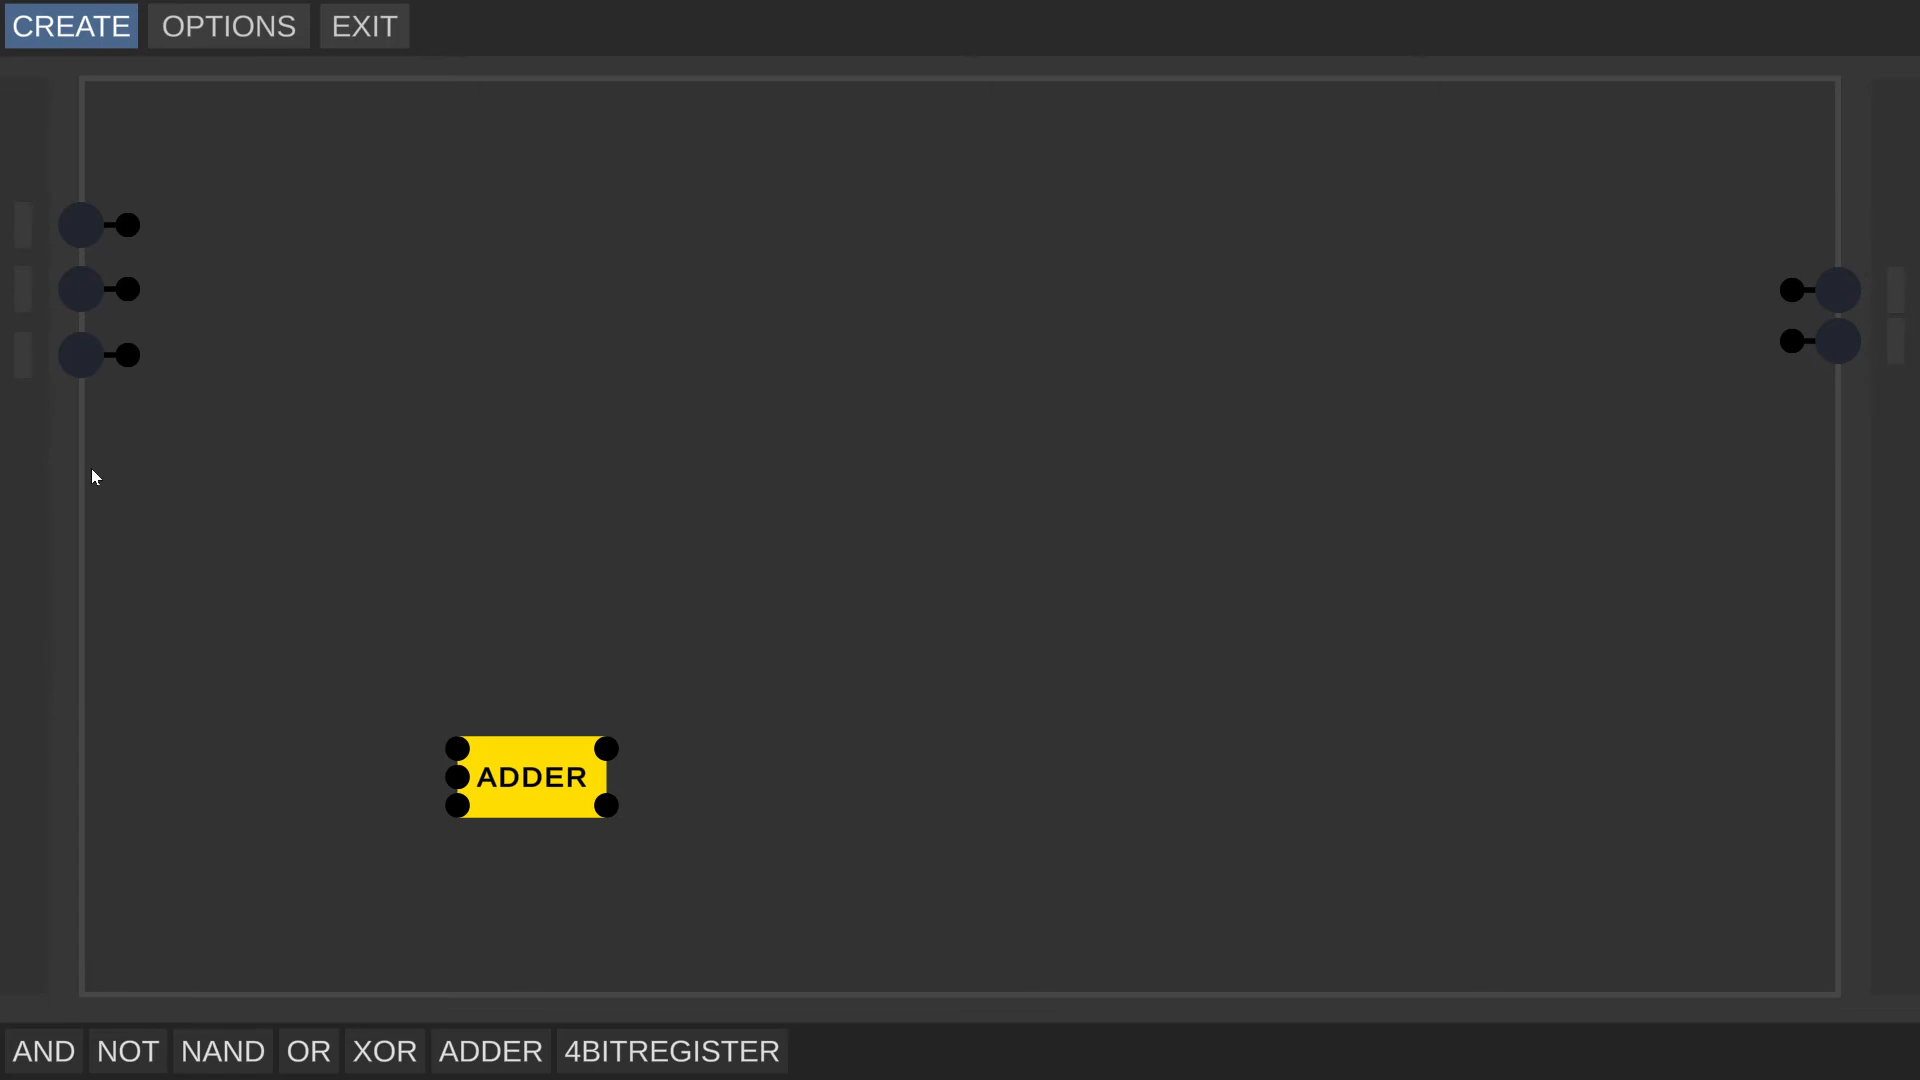 CREATE OPTIONS EXIT
ADDER
AND NOT NAND OR XOR ADDER 4BITREGISTER